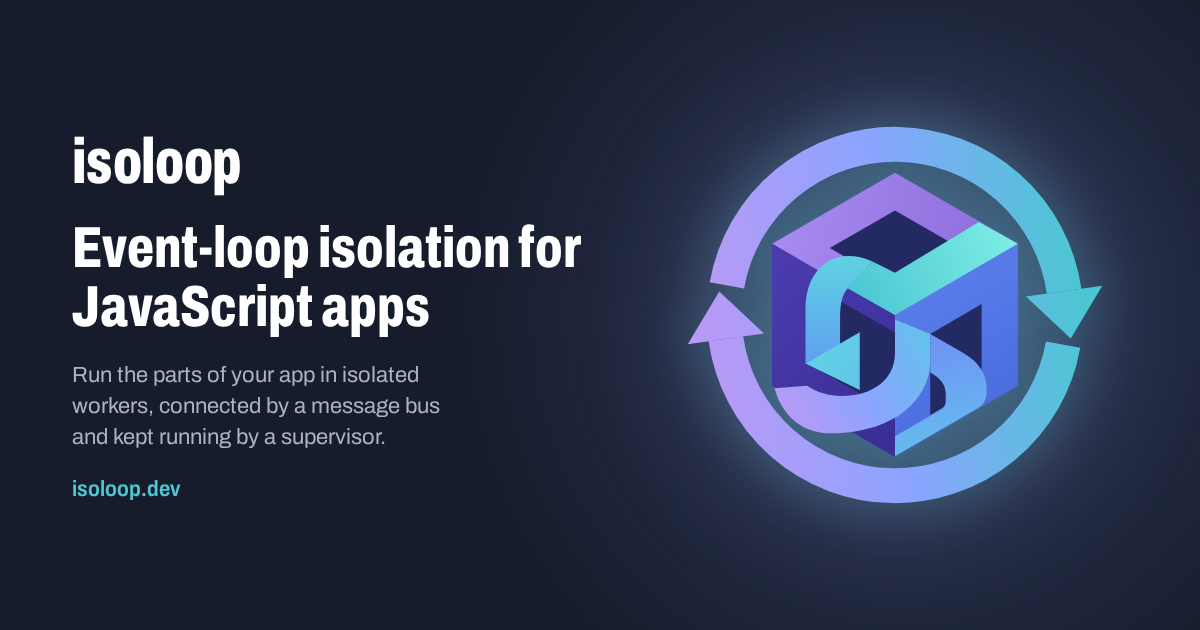 isoloop
Event-loop isolation for
JavaScript apps
Run the parts of your app in isolated
workers, connected by a message bus
and kept running by a supervisor.
isoloop.dev